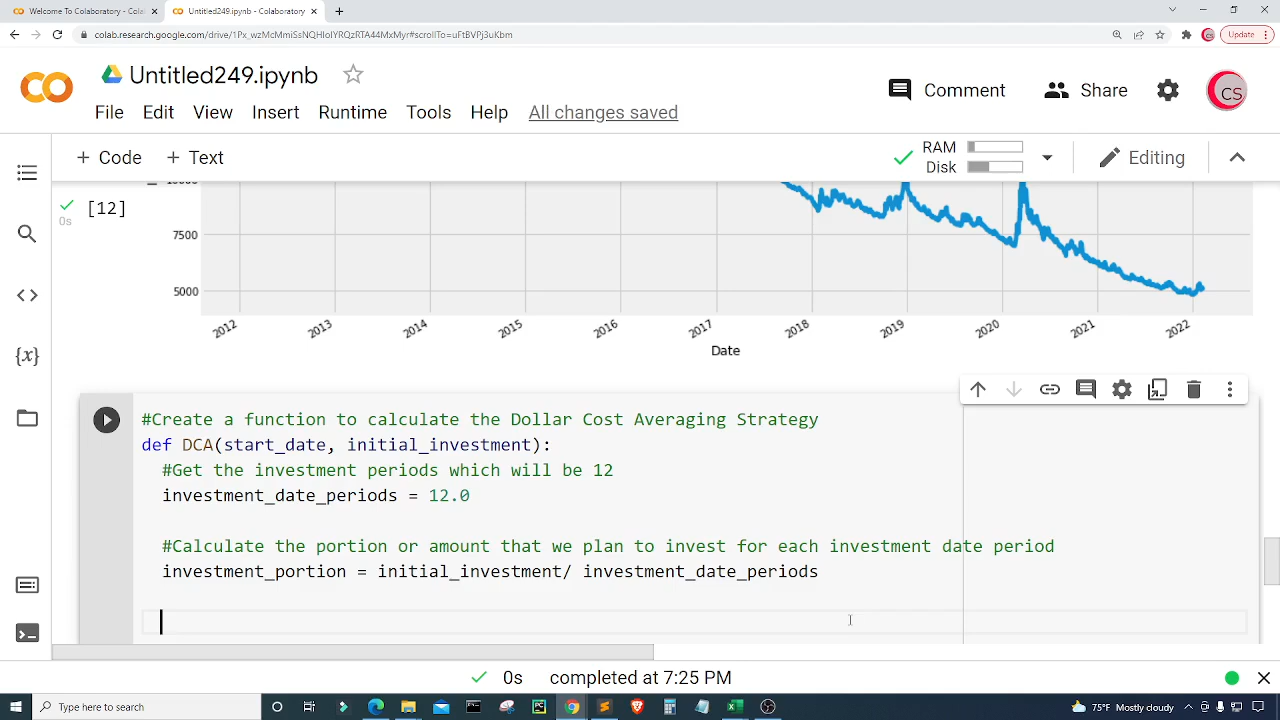 Welcome To Colaboratory - Colal
Untitled249.ipynb - Colaboratory
colab.research.google.com/drive/1Px_wzMcMmiSsNQHIoIYRQzRTA44MxMyr#scrollTo=uFtBVPj3uKbm
Update
Untitled249.ipynb
Comment
Share
CS
File Edit View Insert Runtime Tools Help All changes saved
+ Code + Text
RAM
Disk
Editing
[12]
0s
7500
5000
2012 2013 2014 2015 2016 2017 2018 2019 2020 2021 2022
Date
{x}
#Create a function to calculate the Dollar Cost Averaging Strategy
def DCA(start_date, initial_investment):
#Get the investment periods which will be 12
investment_date_periods = 12.0
#Calculate the portion or amount that we plan to invest for each investment date period
investment_portion = initial_investment/ investment_date_periods
0s completed at 7:25 PM
Type here to search
73°F Mostly cloudy